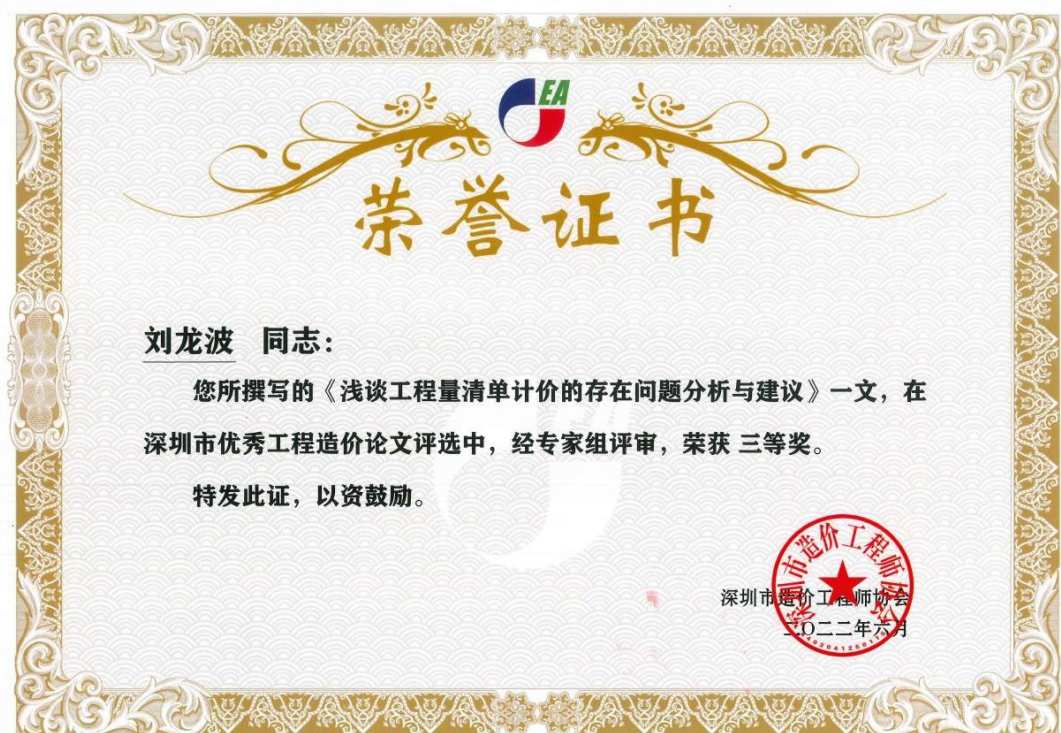 EA
荣誉证书
刘龙波 同志：
您所撰写的《浅谈工程量清单计价的存在问题分析与建议》一文，在
深圳市优秀工程造价论文评选中，经专家组评审，荣获 三等奖。
特发此证，以资鼓励。
深圳市造价工程师协会
深圳市造价工程师协会
二〇二二年六月